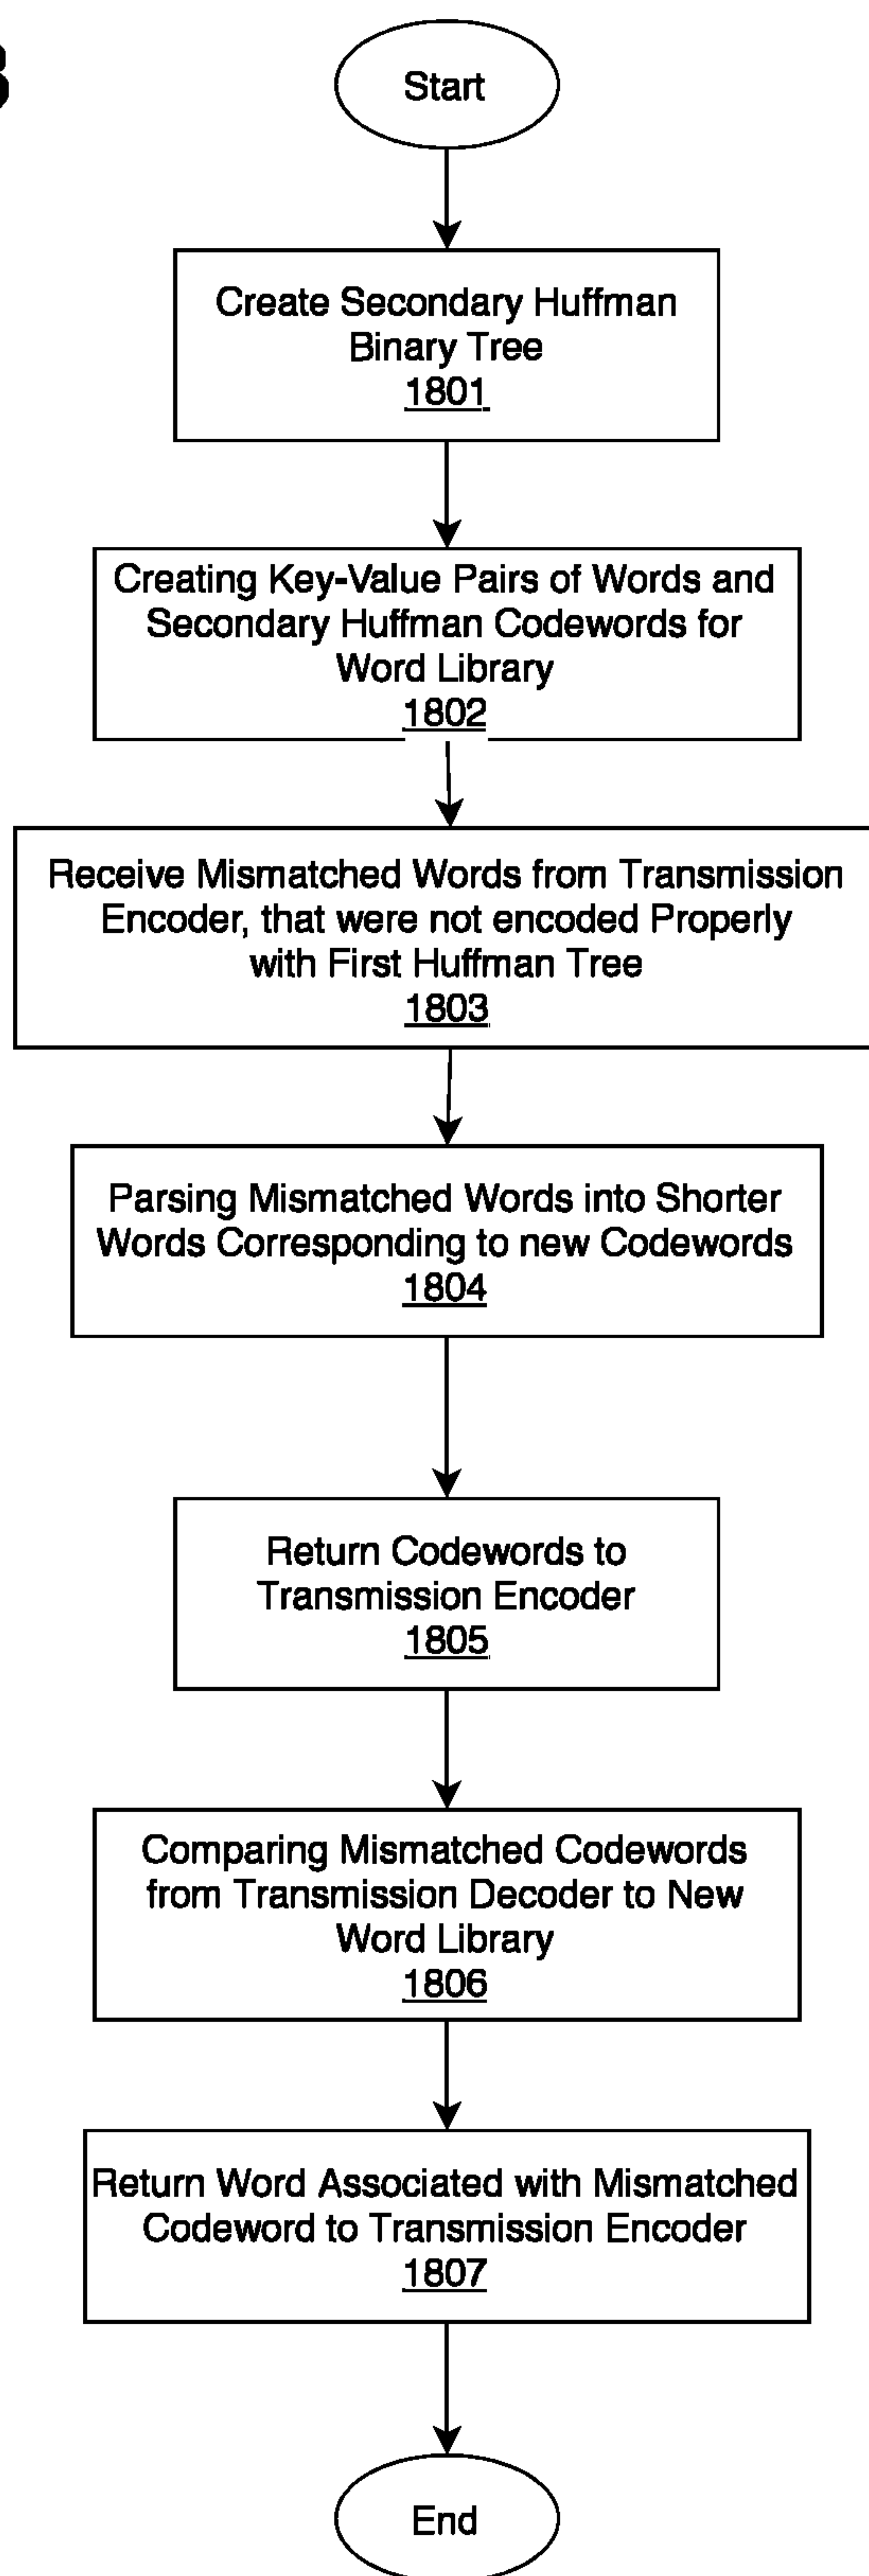 Start
Create Secondary Huffman
Binary Tree
1801
Creating Key-Value Pairs of Words and
Secondary Huffman Codewords for
Word Library
1802
Receive Mismatched Words from Transmission
Encoder, that were not encoded Properly
with First Huffman Tree
1803
Parsing Mismatched Words into Shorter
Words Corresponding to new Codewords
1804
Return Codewords to
Transmission Encoder
1805
Comparing Mismatched Codewords
from Transmission Decoder to New
Word Library
1806
Return Word Associated with Mismatched
Codeword to Transmission Encoder
1807
End